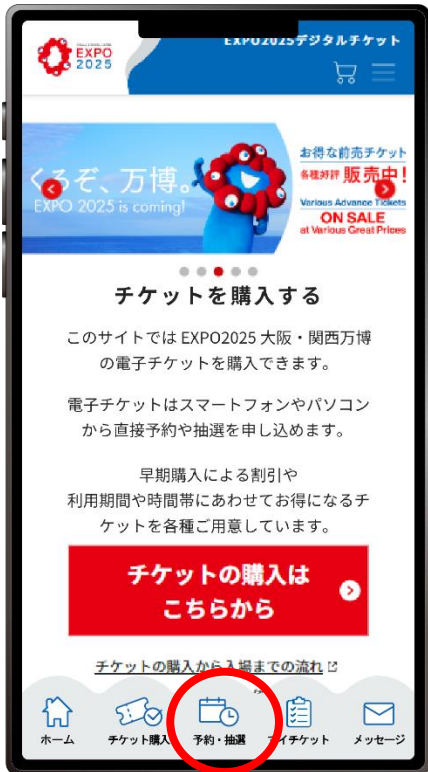 EXPO
2025
EXPO2025デジタルチケット
くるぞ、万博。
EXPO 2025 is coming!
お得な前売チケット
各種好評 販売中!
Various Advance Tickets
ON SALE
at Various Great Prices
チケットを購入する
このサイトでは EXPO2025 大阪・関西万博
の電子チケットを購入できます。
電子チケットはスマートフォンやパソコン
から直接予約や抽選を申し込めます。
早期購入による割引や
利用期間や時間帯にあわせてお得になるチ
ケットを各種ご用意しています。
チケットの購入は
こちらから
チケットの購入から入場までの流れ
ホーム
チケット購入
予約・抽選
マイチケット
メッセージ